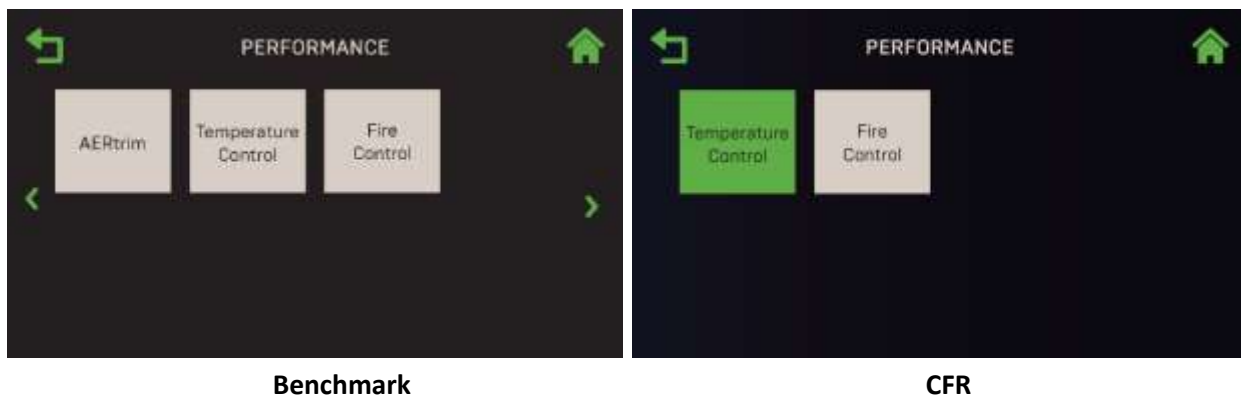 PERFORMANCE
AERtrim
Temperature
Control
Fire
Control
PERFORMANCE
Temperature
Control
Fire
Control
Benchmark
CFR